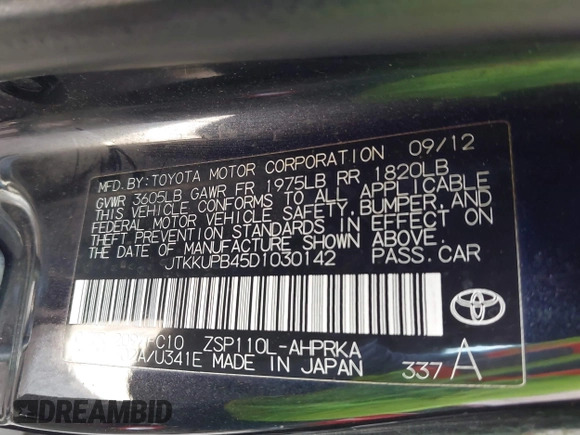 MFD. BY: TOYOTA MOTOR CORPORATION 09/12
GVWR 3605LB GAWR FR 1975LB RR 1820LB
THIS VEHICLE CONFORMS TO ALL APPLICABLE
FEDERAL MOTOR VEHICLE SAFETY, BUMPER, AND
THEFT PREVENTION STANDARDS IN EFFECT ON
THE DATE OF MANUFACTURE SHOWN ABOVE.
JTKKUPB45D1030142 PASS. CAR
FC10 ZSP110L-AHPRKA
A/U341E MADE IN JAPAN 337 A
DREAMBID